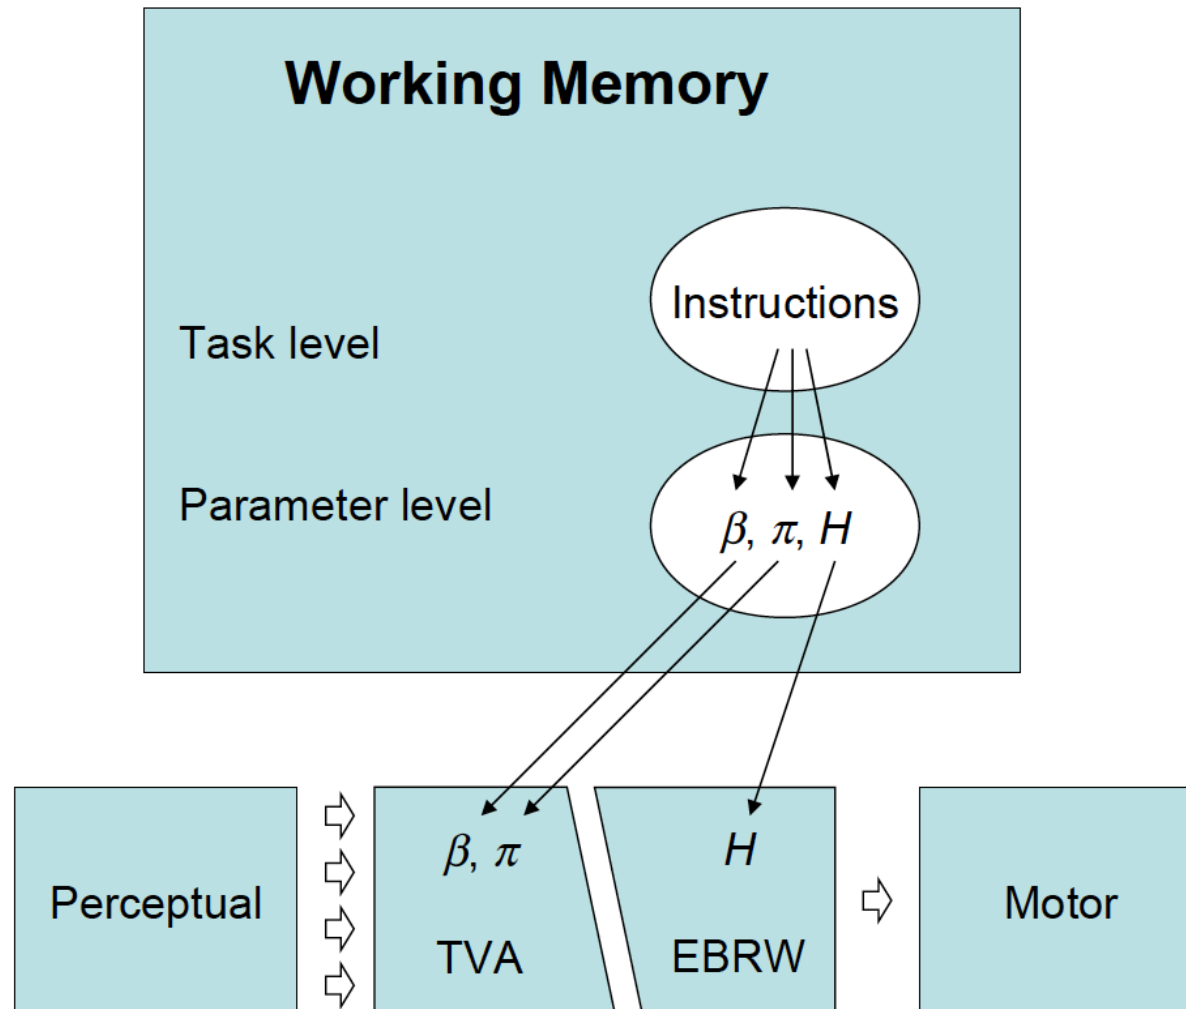 Working Memory
Instructions
Task level
Parameter level
β, π, H
β, π
H
Perceptual
Motor
TVA
EBRW